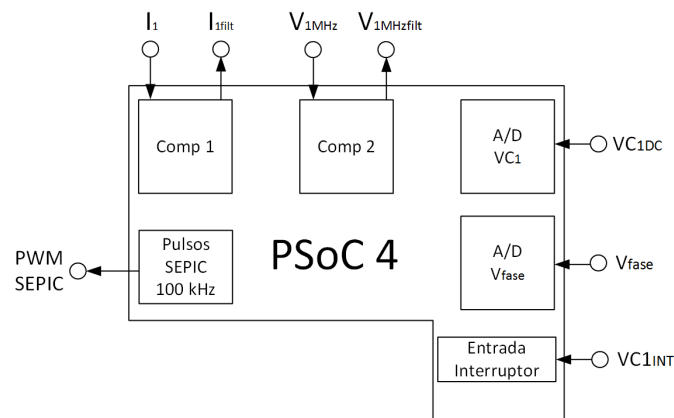 I1
I1filt
V1MHz
V1MHzfilt
Comp 1
Comp 2
A/D
VC1
VC1DC
PWM
SEPIC
Pulsos
SEPIC
100 kHz
PSoC 4
A/D
Vfase
Vfase
Entrada
Interruptor
VC1INT